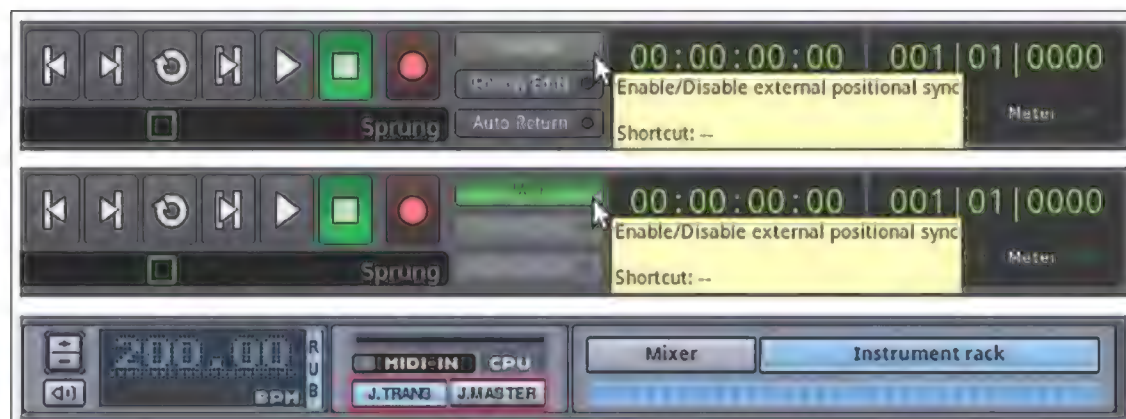 00:00:00:00 001|01|0000
Enable/Disable external positional sync
Sprung Auto Return Shortcut: -- Meter
00:00:00:00 001|01|0000
Enable/Disable external positional sync
Sprung Shortcut: -- Meter
200.00 RUB MIDI-IN CPU Mixer Instrument rack
BPM J.TRANS J.MASTER